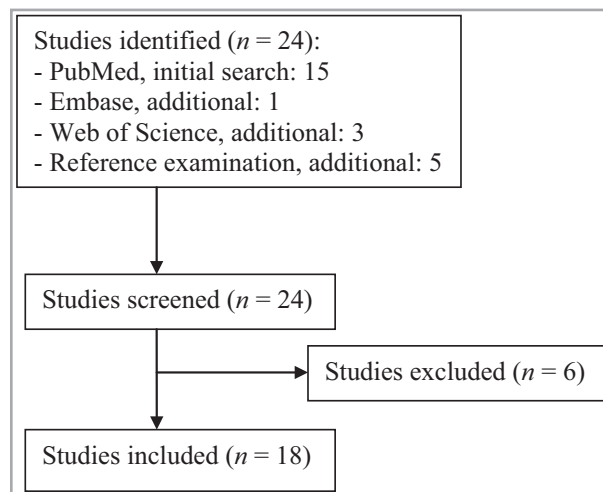 Studies identified (n = 24):
- PubMed, initial search: 15
- Embase, additional: 1
- Web of Science, additional: 3
- Reference examination, additional: 5
Studies screened (n = 24)
Studies excluded (n = 6)
Studies included (n = 18)